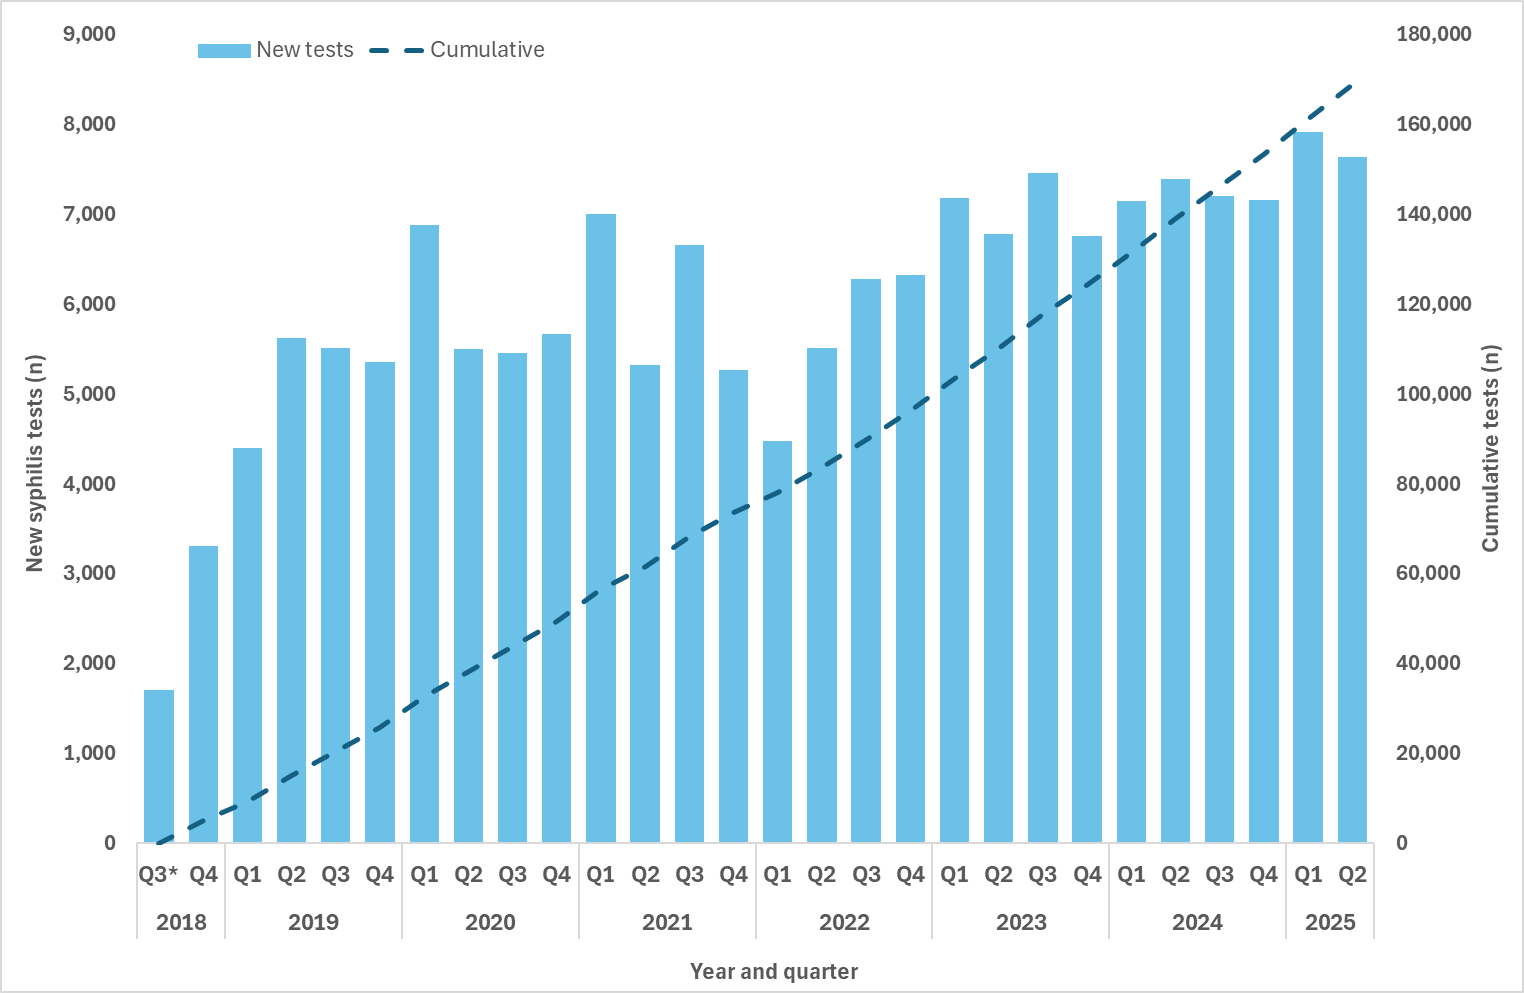 New tests
Cumulative
9,000
8,000
7,000
6,000
5,000
4,000
3,000
2,000
1,000
0
New syphilis tests (n)
180,000
160,000
140,000
120,000
100,000
80,000
60,000
40,000
20,000
0
Cumulative tests (n)
Q3* Q4 Q1 Q2 Q3 Q4 Q1 Q2 Q3 Q4 Q1 Q2 Q3 Q4 Q1 Q2 Q3 Q4 Q1 Q2 Q3 Q4 Q1 Q2 Q3 Q4 Q1 Q2
2018 2019 2020 2021 2022 2023 2024 2025
Year and quarter